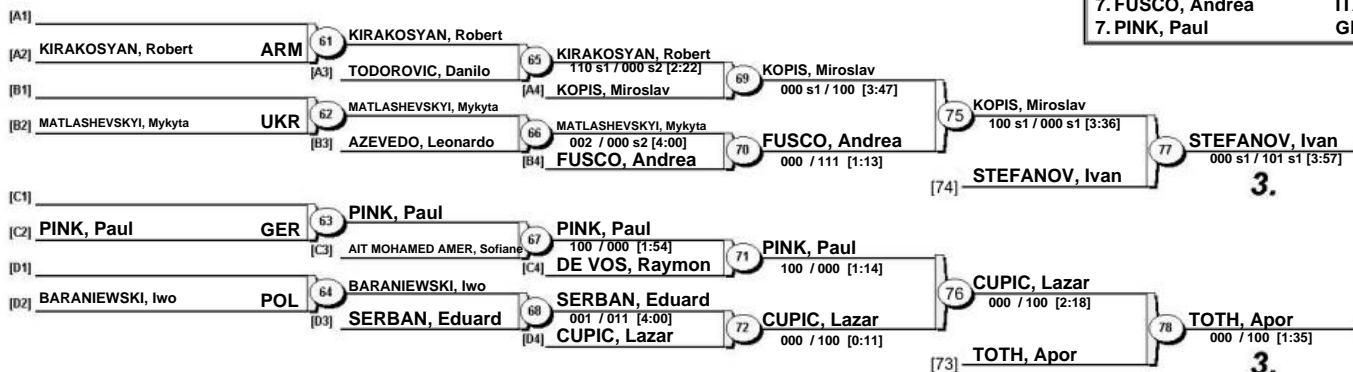 7. FUSCO, Andrea
7. PINK, Paul
[A1]
[A2] KIRAKOSYAN, Robert ARM
61
KIRAKOSYAN, Robert
[A3] TODOROVIC, Danilo
65
KIRAKOSYAN, Robert
110 s1 / 000 s2 [2:22]
[A4] KOPIS, Miroslav
69
KOPIS, Miroslav
000 s1 / 100 [3:47]
[B1]
[B2] MATLASHEVSKYI, Mykyta UKR
62
MATLASHEVSKYI, Mykyta
[B3] AZEVEDO, Leonardo
66
MATLASHEVSKYI, Mykyta
002 / 000 s2 [4:00]
[B4] FUSCO, Andrea
70
FUSCO, Andrea
000 / 111 [1:13]
75
KOPIS, Miroslav
100 s1 / 000 s1 [3:36]
[74] STEFANOV, Ivan
77
STEFANOV, Ivan
000 s1 / 101 s1 [3:57]
3.
[C1]
[C2] PINK, Paul GER
63
PINK, Paul
[C3] AIT MOHAMED AMER, Sofiane
67
PINK, Paul
100 / 000 [1:54]
[C4] DE VOS, Raymon
71
PINK, Paul
100 / 000 [1:14]
[D1]
[D2] BARANIEWSKI, Iwo POL
64
BARANIEWSKI, Iwo
[D3] SERBAN, Eduard
68
SERBAN, Eduard
001 / 011 [4:00]
[D4] CUPIC, Lazar
72
CUPIC, Lazar
000 / 100 [0:11]
76
CUPIC, Lazar
000 / 100 [2:18]
[73] TOTH, Apor
78
TOTH, Apor
000 / 100 [1:35]
3.